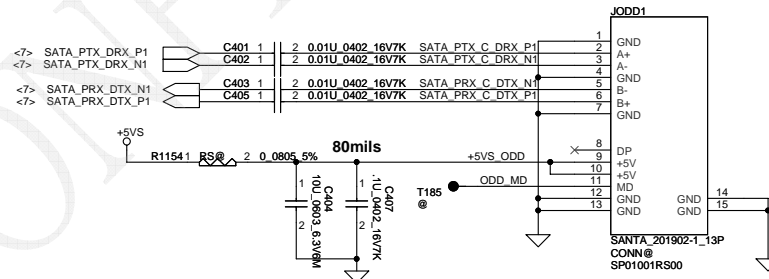 JODD1
<7> SATA_PTX_DRX_P1 C401 1 2 0.01U_0402_16V7K SATA_PTX_C_DRX_P1
<7> SATA_PTX_DRX_N1 C402 1 2 0.01U_0402_16V7K SATA_PTX_C_DRX_N1
<7> SATA_PRX_DTX_N1 C403 1 2 0.01U_0402_16V7K SATA_PRX_C_DTX_N1
<7> SATA_PRX_DTX_P1 C405 1 2 0.01U_0402_16V7K SATA_PRX_C_DTX_P1
1 GND
2 A+
3 A-
4 GND
5 B-
6 B+
7 GND
8 DP
9 +5V
10 +5V
11 MD
12 GND GND 14
13 GND GND 15
+5VS
80mils
R1154 1 RS@ 2 0_0805_5% +5VS_ODD
1 2 C404
10U_0603_6.3V6M
1 2 C407
.1U_0402_16V7K
T185
@
ODD_MD
SANTA_201902-1_13P
CONN@
SP01001RS00